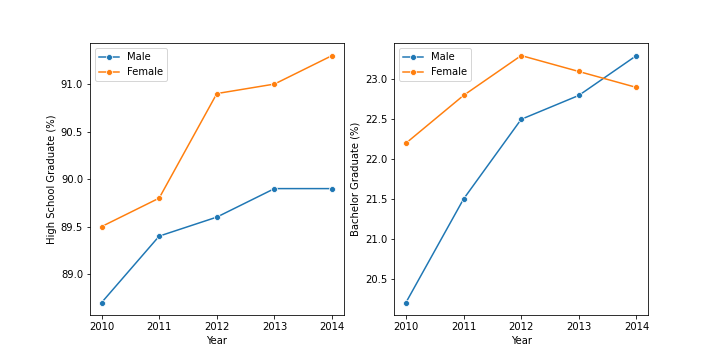 Male
Female
High School Graduate (%)
91.0
90.5
90.0
89.5
89.0
2010 2011 2012 2013 2014
Year
Male
Female
Bachelor Graduate (%)
23.0
22.5
22.0
21.5
21.0
20.5
2010 2011 2012 2013 2014
Year